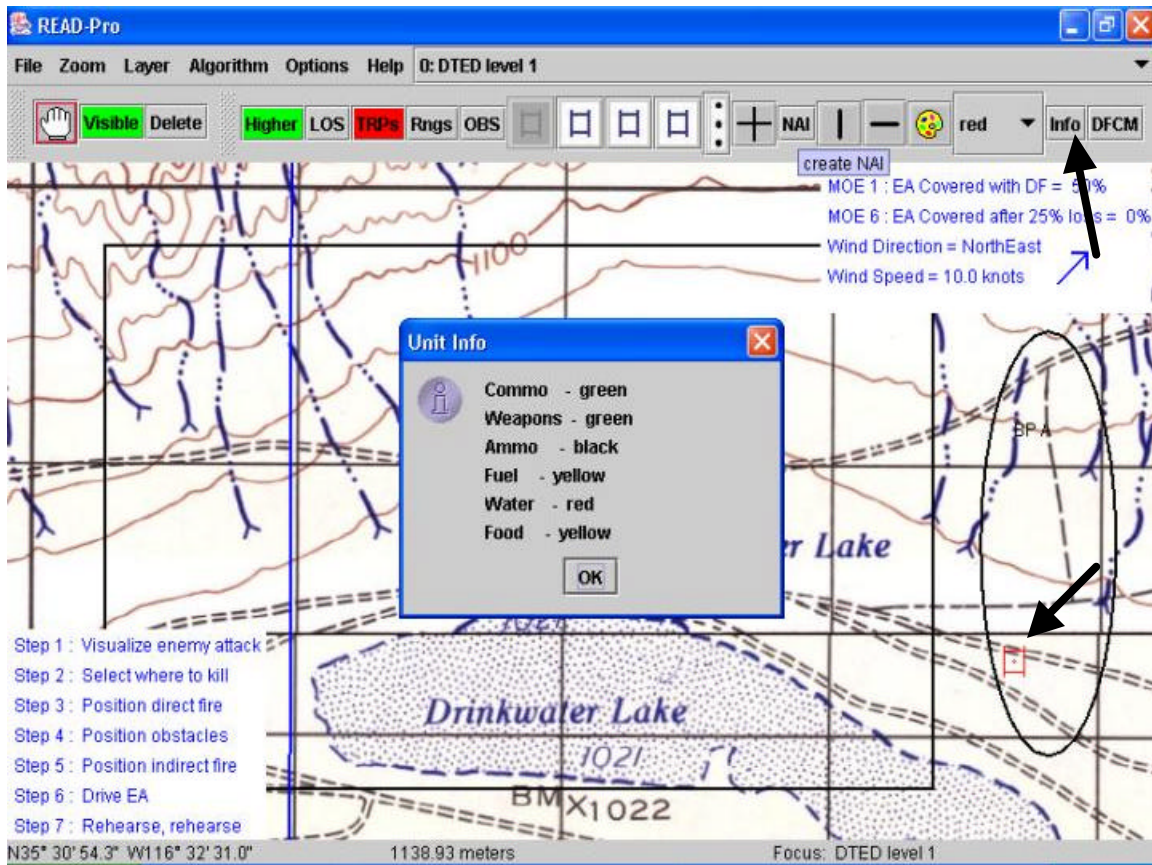 READ-Pro
File Zoom Layer Algorithm Options Help 0: DTED level 1
Visible Delete Higher LOS TRPs Rngs OBS NAI red Info DFCM
create NAI
MOE 1 : EA Covered with DF = 50%
MOE 6 : EA Covered after 25% loss = 0%
Wind Direction = NorthEast
Wind Speed = 10.0 knots
1100
Unit Info
Commo - green
Weapons - green
Ammo - black
Fuel - yellow
Water - red
Food - yellow
OK
BP A
er Lake
Step 1 : Visualize enemy attack
Step 2 : Select where to kill
Step 3 : Position direct fire
Step 4 : Position obstacles
Step 5 : Position indirect fire
Step 6 : Drive EA
Step 7 : Rehearse, rehearse
Drinkwater Lake
1021
BMX1022
N35° 30' 54.3" W116° 32' 31.0" 1138.93 meters Focus: DTED level 1